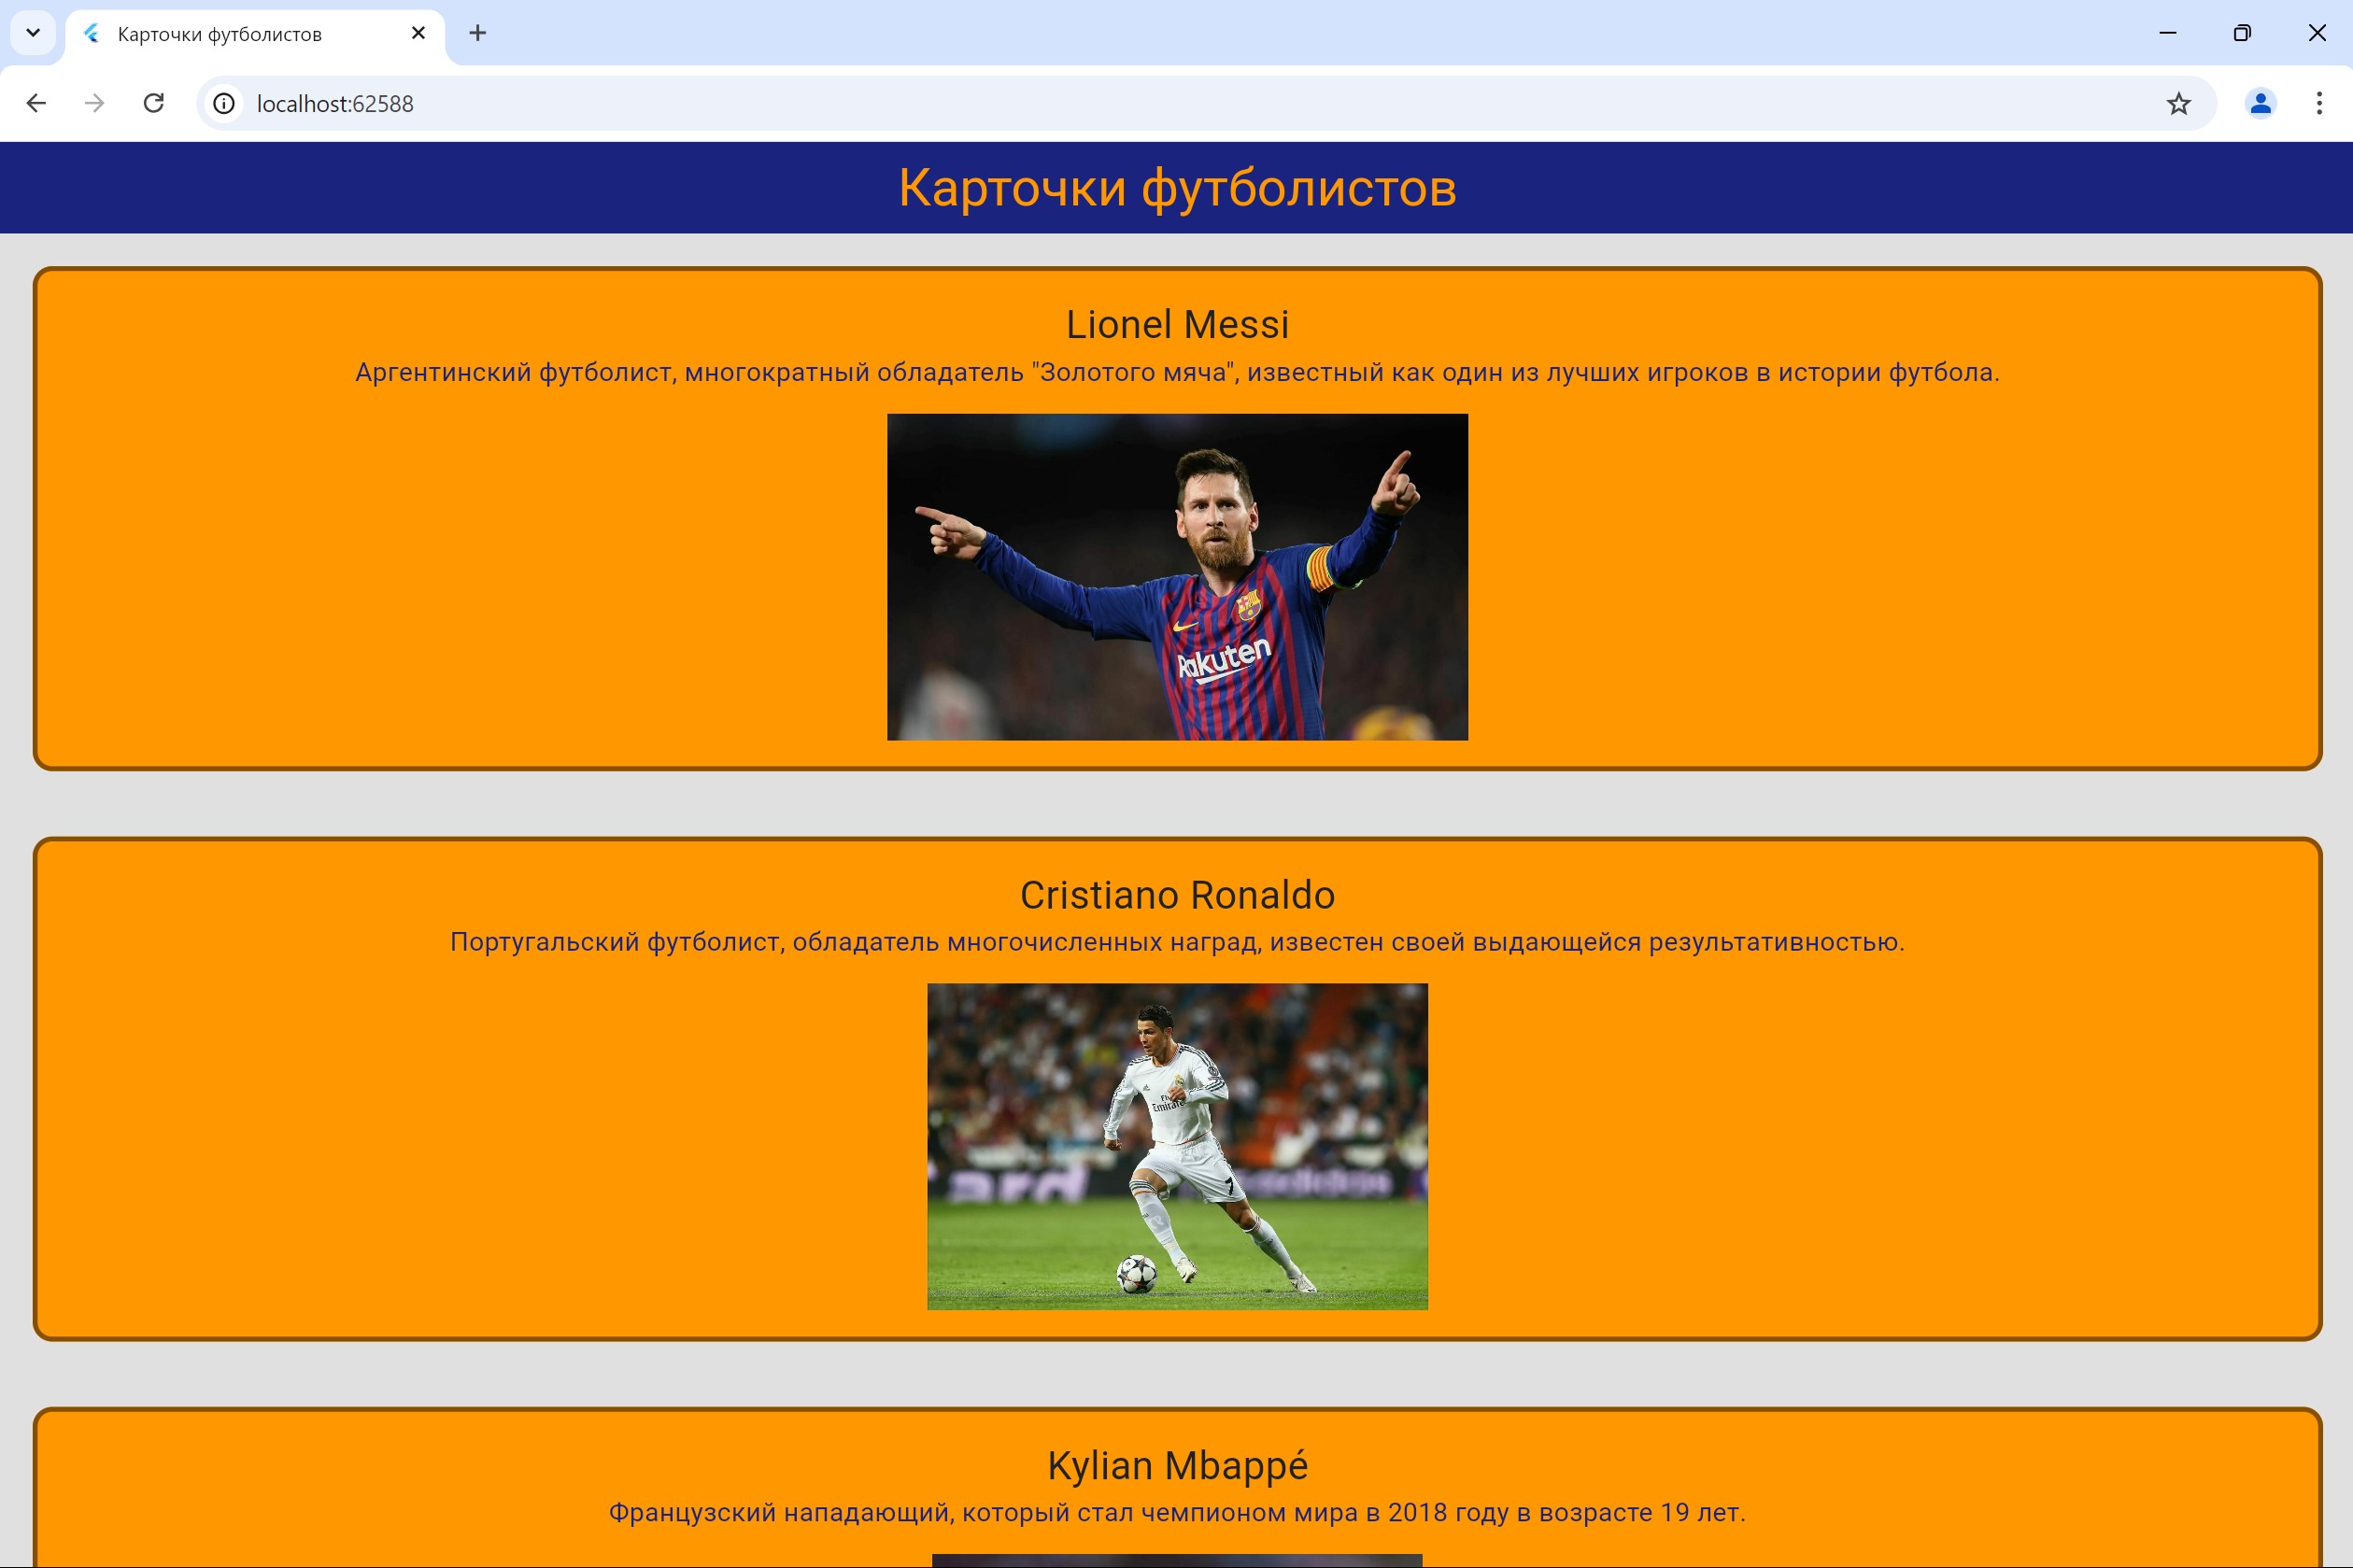 Карточки футболистов
localhost:62588
Карточки футболистов
Lionel Messi
Аргентинский футболист, многократный обладатель "Золотого мяча", известный как один из лучших игроков в истории футбола.
Rakuten
Cristiano Ronaldo
Португальский футболист, обладатель многочисленных наград, известен своей выдающейся результативностью.
Fly
Emirates
7
Kylian Mbappé
Французский нападающий, который стал чемпионом мира в 2018 году в возрасте 19 лет.